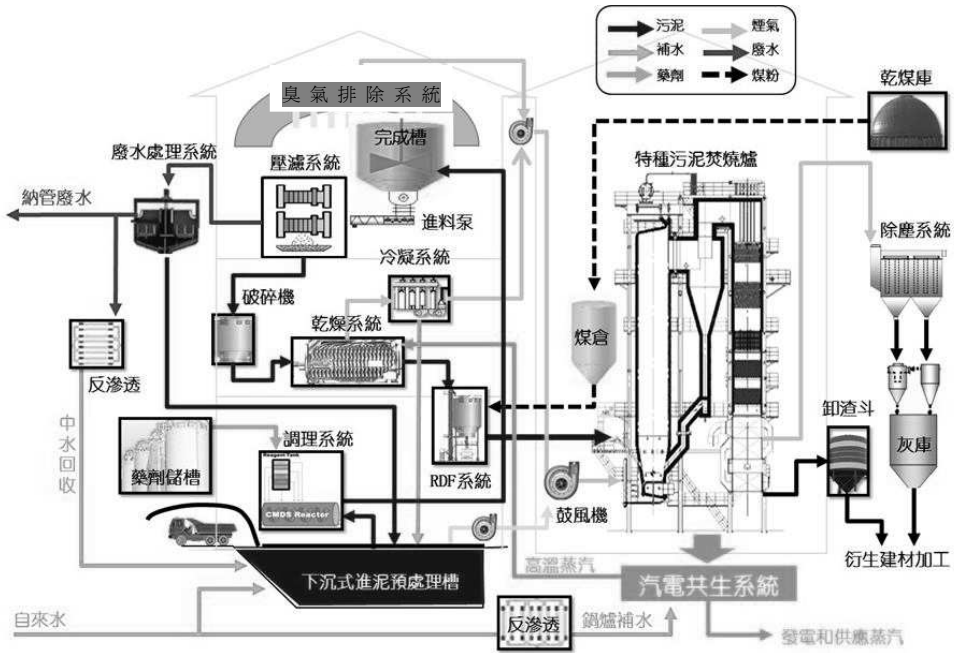 污泥
煙氣
補水
廢水
藥劑
煤粉
乾煤庫
臭氣排除系統
完成槽
廢水處理系統
壓濾系統
特種污泥焚燒爐
納管廢水
進料泵
除塵系統
冷凝系統
破碎機
乾燥系統
煤倉
反滲透
卸渣斗
灰庫
中水回收
調理系統
藥劑儲槽
Reagent Tank
RDF系統
CMDS Reactor
鼓風機
衍生建材加工
高溫蒸汽
下沉式進泥預處理槽
汽電共生系統
自來水
反滲透
鍋爐補水
發電和供應蒸汽